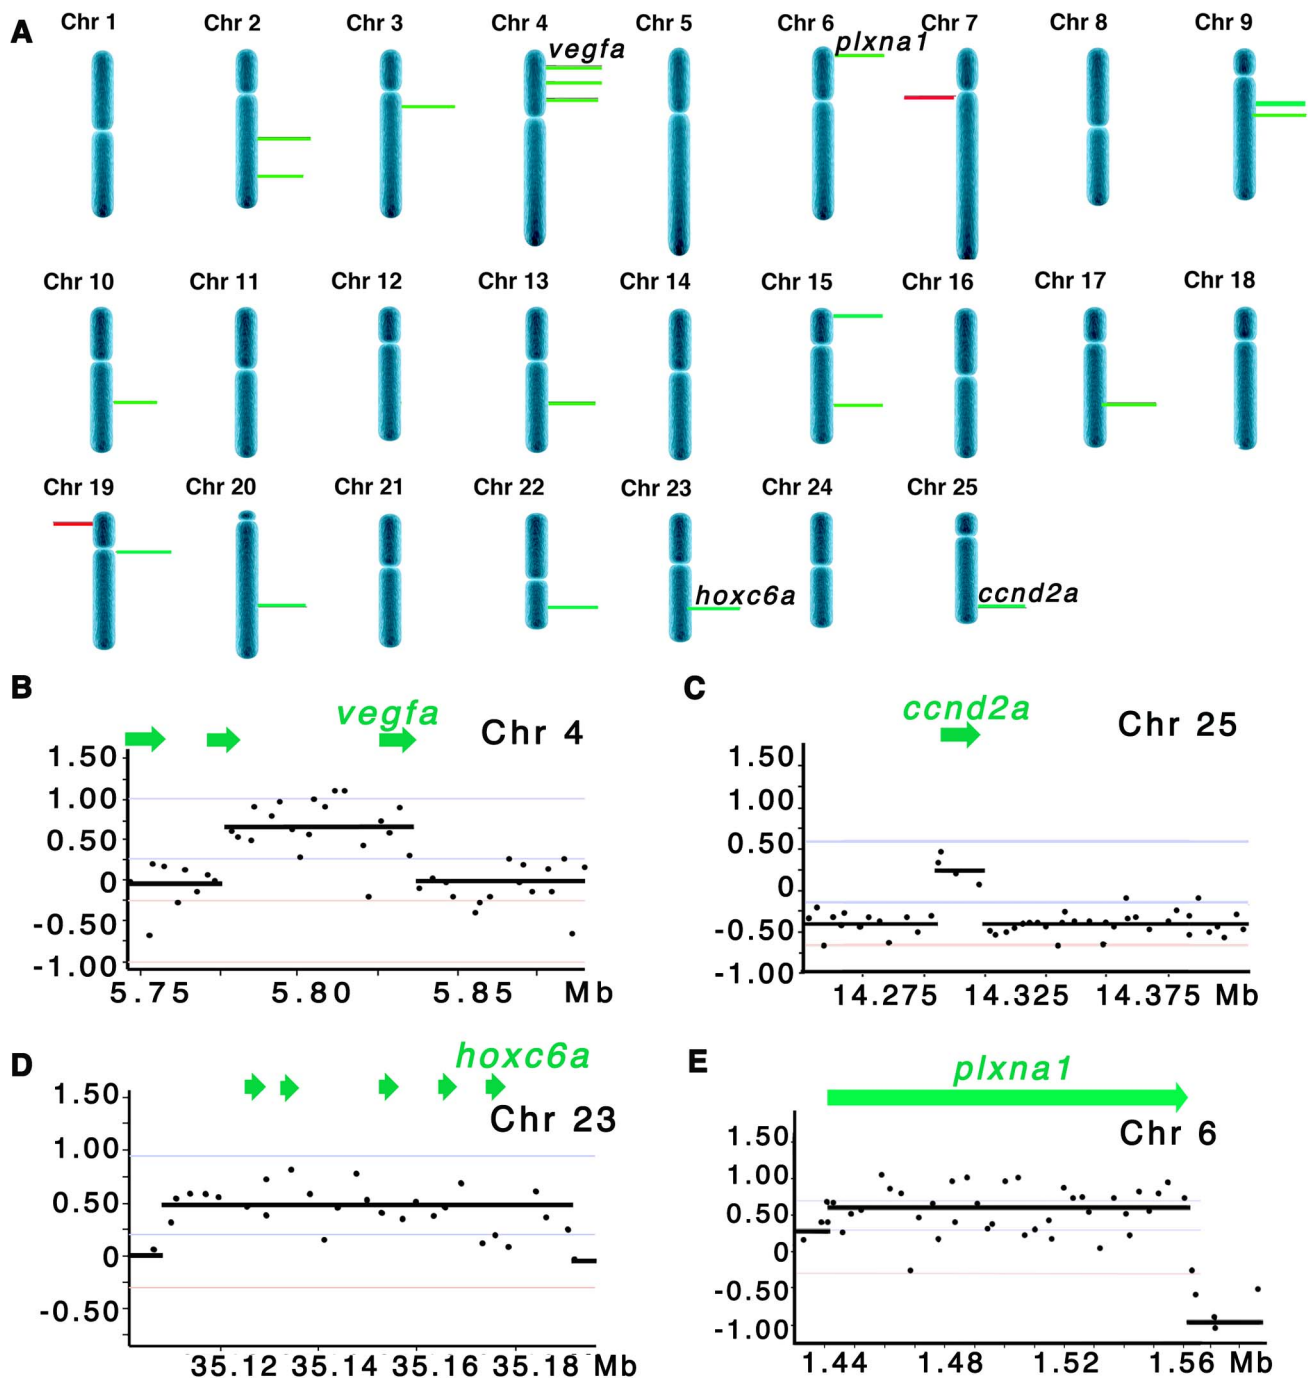 A
Chr 1 Chr 2 Chr 3 Chr 4 Chr 5 Chr 6 Chr 7 Chr 8 Chr 9
vegfa plxna1
Chr 10 Chr 11 Chr 12 Chr 13 Chr 14 Chr 15 Chr 16 Chr 17 Chr 18
Chr 19 Chr 20 Chr 21 Chr 22 Chr 23 Chr 24 Chr 25
hoxc6a ccnd2a
B
vegfa
Chr 4
1.50
1.00
0.50
0
-0.50
-1.00
5.75 5.80 5.85 Mb
C
ccnd2a
Chr 25
1.50
1.00
0.50
0
-0.50
-1.00
14.275 14.325 14.375 Mb
D
hoxc6a
Chr 23
1.50
1.00
0.50
0
-0.50
35.12 35.14 35.16 35.18 Mb
E
plxna1
Chr 6
1.50
1.00
0.50
0
-0.50
-1.00
1.44 1.48 1.52 1.56 Mb